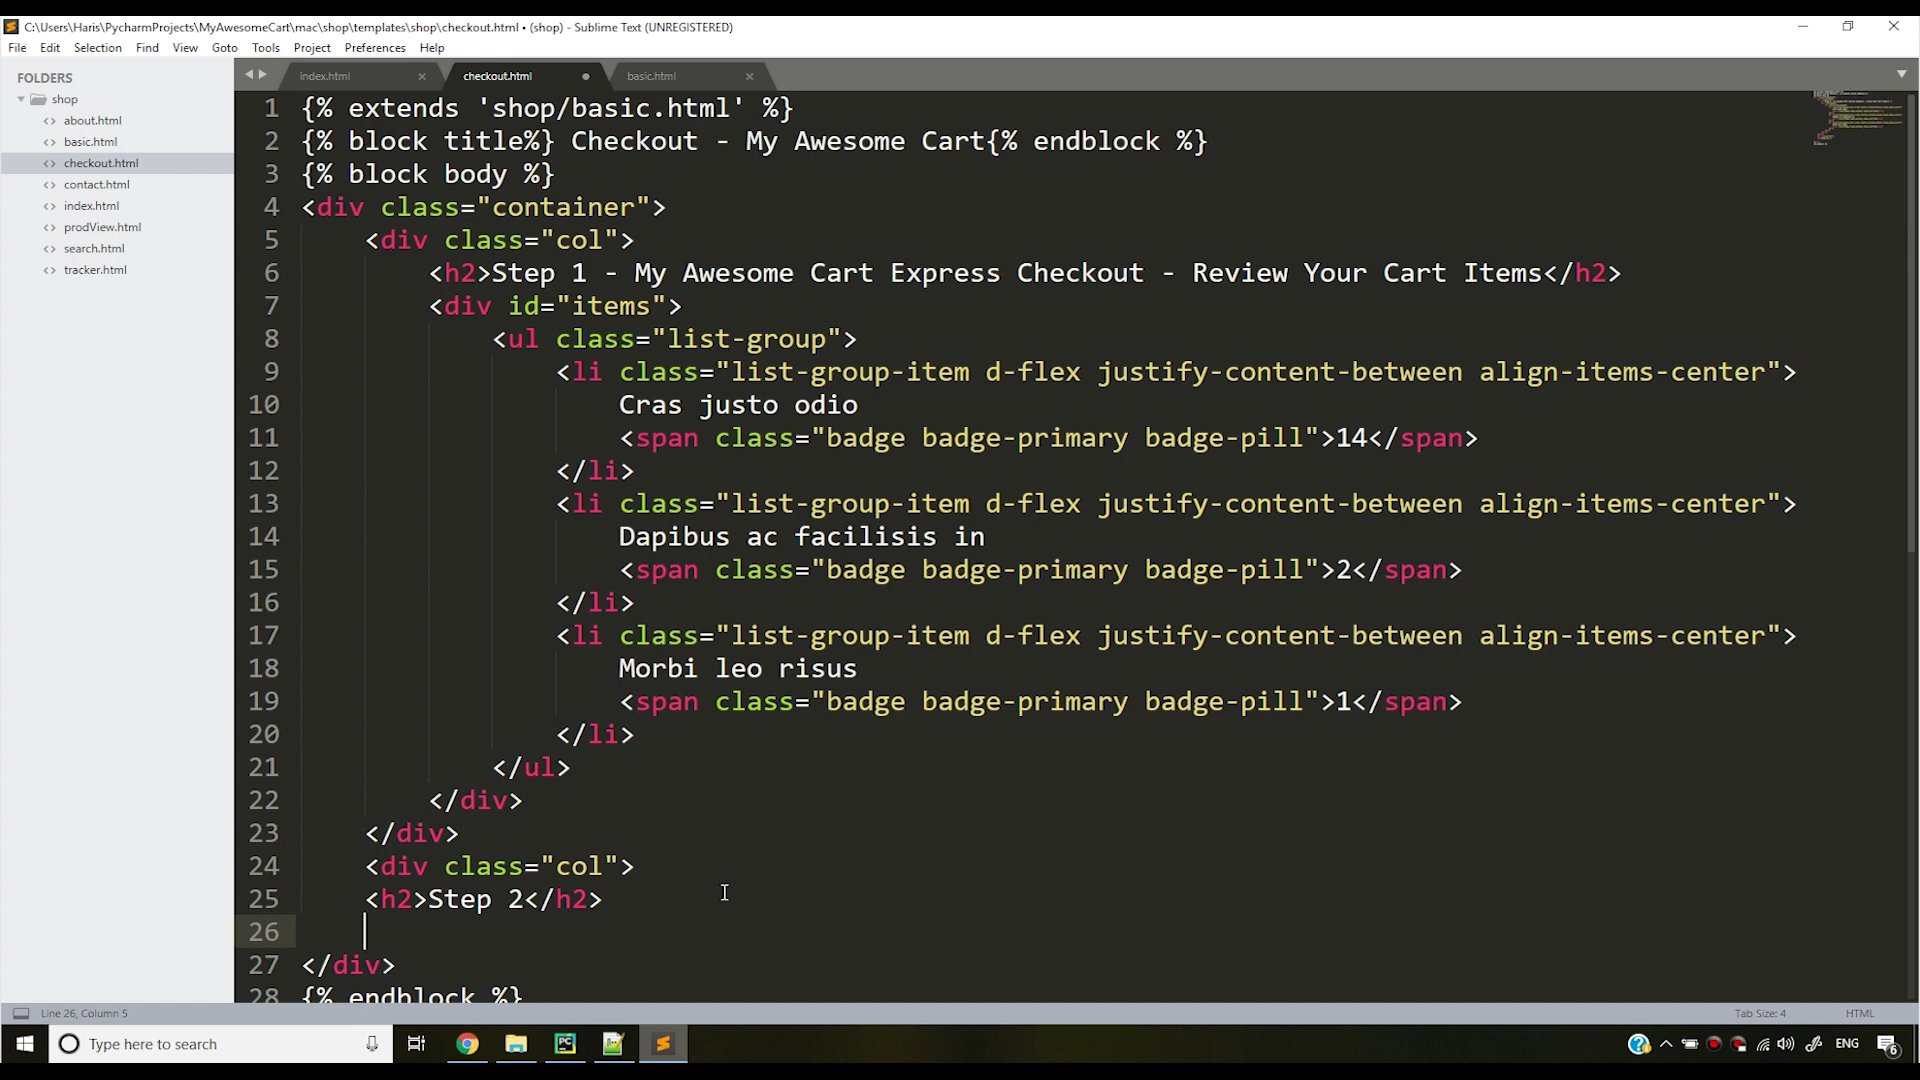 C:\Users\Haris\PycharmProjects\MyAwesomeCart\mac\shop\templates\shop\checkout.html • (shop) - Sublime Text (UNREGISTERED)
File Edit Selection Find View Goto Tools Project Preferences Help
FOLDERS
shop
about.html
basic.html
checkout.html
contact.html
index.html
prodView.html
search.html
tracker.html
index.html checkout.html basic.html
1 {% extends 'shop/basic.html' %}
2 {% block title%} Checkout - My Awesome Cart{% endblock %}
3 {% block body %}
4 <div class="container">
5 <div class="col">
6 <h2>Step 1 - My Awesome Cart Express Checkout - Review Your Cart Items</h2>
7 <div id="items">
8 <ul class="list-group">
9 <li class="list-group-item d-flex justify-content-between align-items-center">
10 Cras justo odio
11 <span class="badge badge-primary badge-pill">14</span>
12 </li>
13 <li class="list-group-item d-flex justify-content-between align-items-center">
14 Dapibus ac facilisis in
15 <span class="badge badge-primary badge-pill">2</span>
16 </li>
17 <li class="list-group-item d-flex justify-content-between align-items-center">
18 Morbi leo risus
19 <span class="badge badge-primary badge-pill">1</span>
20 </li>
21 </ul>
22 </div>
23 </div>
24 <div class="col">
25 <h2>Step 2</h2>
26
27 </div>
28 {% endblock %}
Line 26, Column 5 Tab Size: 4 HTML
Type here to search ENG 6